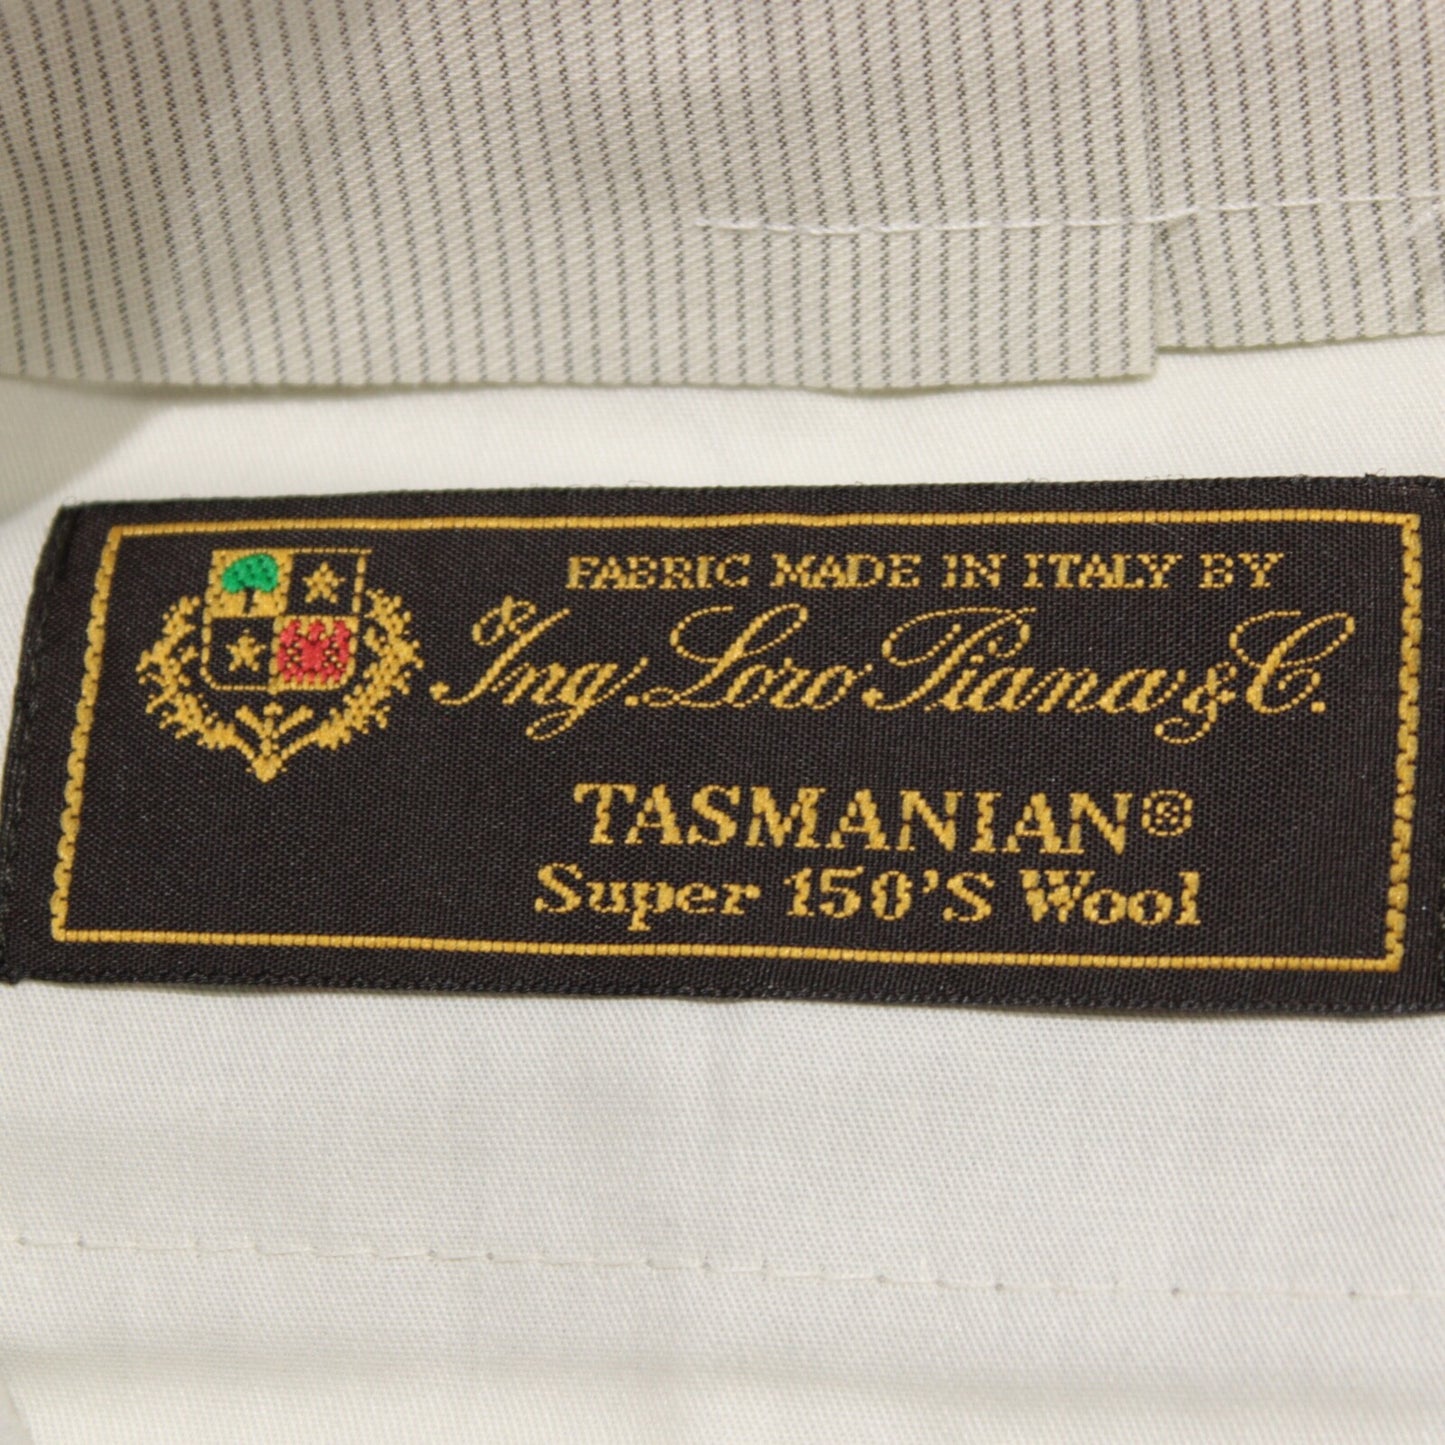 FABRIC MADE IN ITALY BY
Ing. Loro Piana & C.
TASMANIAN®
Super 150'S Wool